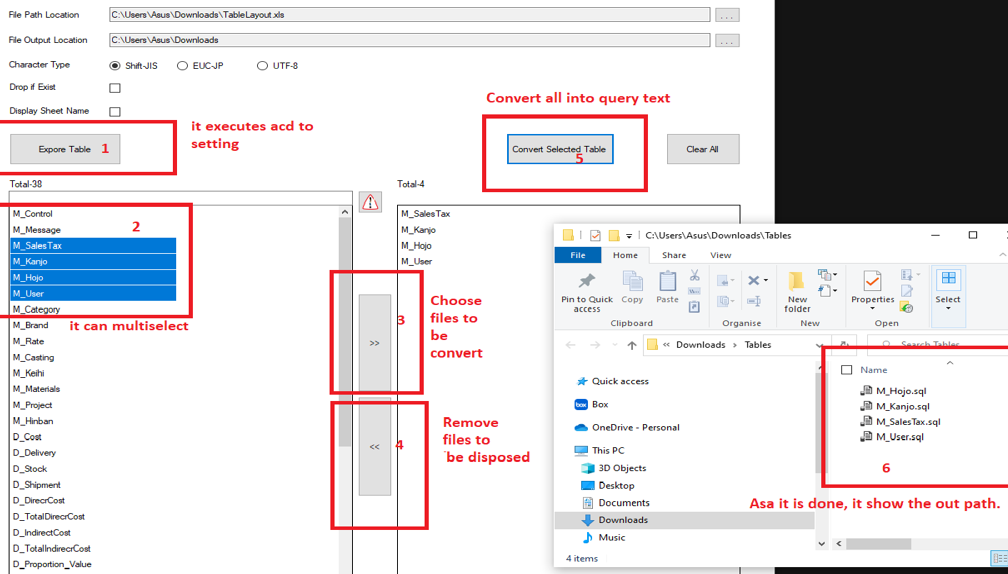 File Path Location
C:\Users\Asus\Downloads\TableLayout.xls
...
File Output Location
C:\Users\Asus\Downloads
...
Character Type
Shift-JIS
EUC-JP
UTF-8
Drop if Exist
Display Sheet Name
Convert all into query text
Expore Table
1
it executes acd to
setting
Convert Selected Table
5
Clear All
Total-38
Total-4
M_Control
M_Message
M_SalesTax
M_Kanjo
M_Hojo
M_User
M_Category
M_Brand
M_Rate
M_Casting
M_Keihi
M_Materials
M_Project
M_Hinban
D_Cost
D_Delivery
D_Stock
D_Shipment
D_DirecrCost
D_TotalDirecrCost
D_IndirectCost
D_TotalIndirecrCost
D_Proportion_Value
2
it can multiselect
>>
3
Choose
files to
be
convert
<<
4
Remove
files to
`be disposed
M_SalesTax
M_Kanjo
M_Hojo
M_User
C:\Users\Asus\Downloads\Tables
File
Home
Share
View
Pin to Quick
access
Copy
Paste
Clipboard
Organise
New
folder
New
Properties
Open
Select
« Downloads > Tables
Search Tables
Quick access
Box
OneDrive - Personal
This PC
3D Objects
Desktop
Documents
Downloads
Music
4 items
Name
M_Hojo.sql
M_Kanjo.sql
M_SalesTax.sql
M_User.sql
6
Asa it is done, it show the out path.